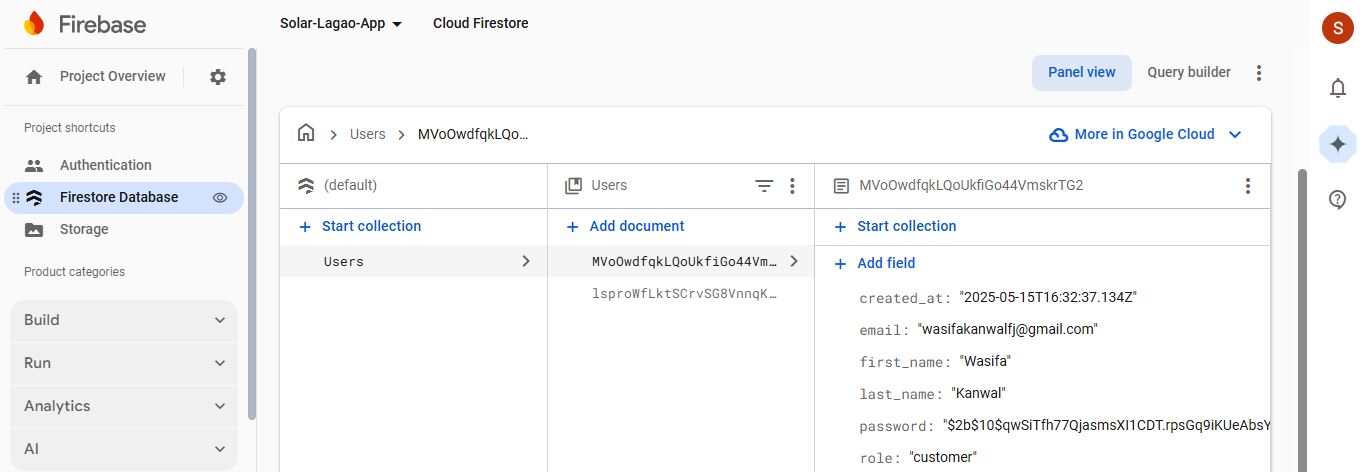 Firebase
Solar-Lagao-App
Cloud Firestore
S
Project Overview
Panel view
Query builder
Project shortcuts
Users
MVoOwdfqkLQo...
More in Google Cloud
Authentication
Firestore Database
Storage
(default)
Users
MVoOwdfqkLQoUkfiGo44VmskrTG2
Start collection
Add document
Start collection
Users
MVoOwdfqkLQoUkfiGo44Vm...
Add field
lsproWfLktSCrvSG8VnnqK...
Product categories
Build
Run
Analytics
AI
created_at: "2025-05-15T16:32:37.134Z"
email: "wasifakanwalfj@gmail.com"
first_name: "Wasifa"
last_name: "Kanwal"
password: "$2b$10$qwSiTfh77QjasmsXI1CDT.rpsGq9iKUeAbsY
role: "customer"